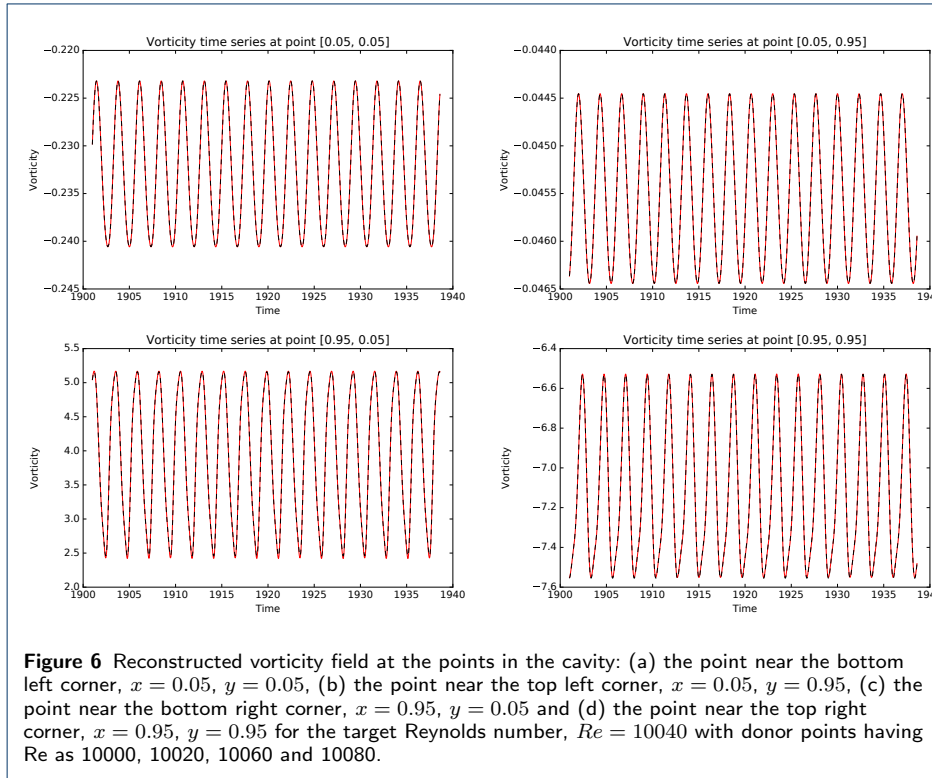 Vorticity time series at point [0.05, 0.05]
−0.220
−0.225
−0.230
−0.235
−0.240
−0.245
Vorticity
1900 1905 1910 1915 1920 1925 1930 1935 1940
Time
Vorticity time series at point [0.05, 0.95]
−0.0440
−0.0445
−0.0450
−0.0455
−0.0460
−0.0465
Vorticity
1900 1905 1910 1915 1920 1925 1930 1935 194
Time
Vorticity time series at point [0.95, 0.05]
5.5
5.0
4.5
4.0
3.5
3.0
2.5
2.0
Vorticity
1900 1905 1910 1915 1920 1925 1930 1935 1940
Time
Vorticity time series at point [0.95, 0.95]
−6.4
−6.6
−6.8
−7.0
−7.2
−7.4
−7.6
Vorticity
1900 1905 1910 1915 1920 1925 1930 1935 194
Time
Figure 6 Reconstructed vorticity field at the points in the cavity: (a) the point near the bottom
left corner, x = 0.05, y = 0.05, (b) the point near the top left corner, x = 0.05, y = 0.95, (c) the
point near the bottom right corner, x = 0.95, y = 0.05 and (d) the point near the top right
corner, x = 0.95, y = 0.95 for the target Reynolds number, Re = 10040 with donor points having
Re as 10000, 10020, 10060 and 10080.